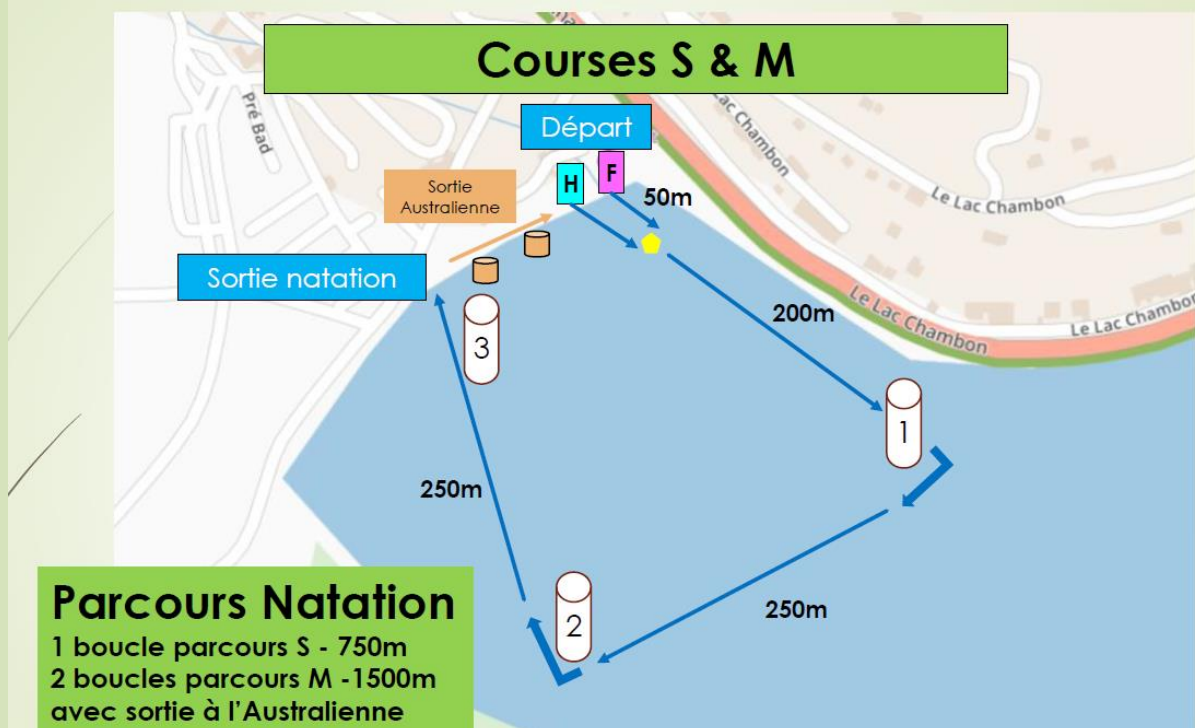 Courses S & M
Pré Bad
Départ
Lac Chambon
H
F
Sortie
Australienne
50m
Le Lac Chambon
Sortie natation
200m
Le Lac Chambon
Le Lac Chambon
3
1
250m
250m
2
Parcours Natation
1 boucle parcours S - 750m
2 boucles parcours M -1500m
avec sortie à l'Australienne